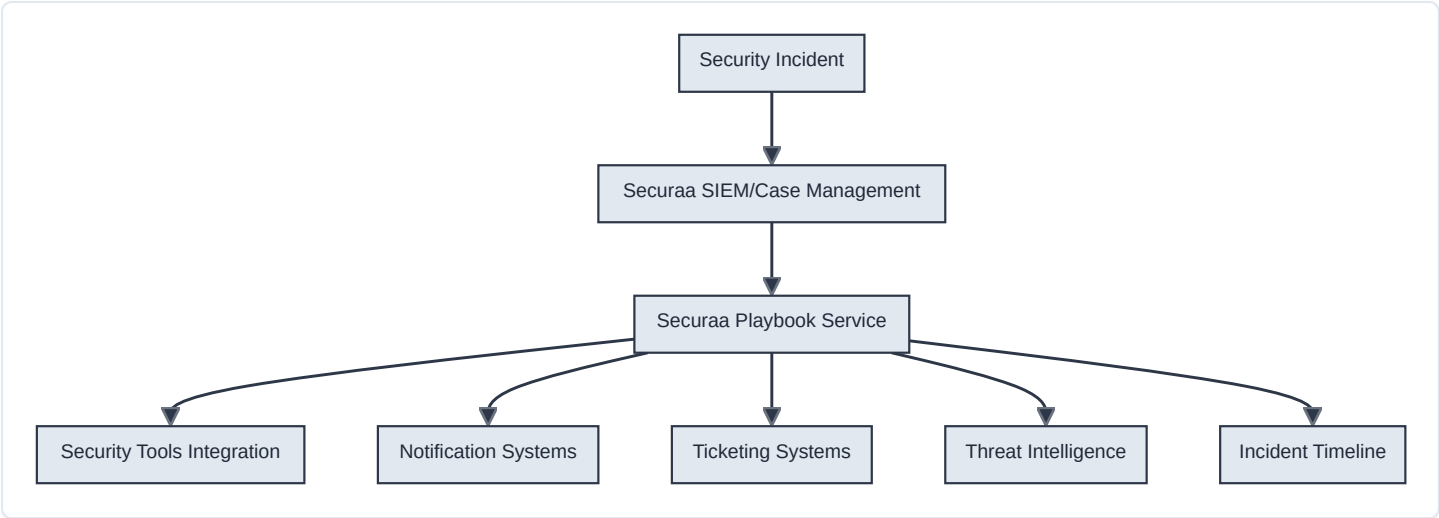 Security Incident
Securaa SIEM/Case Management
Securaa Playbook Service
Security Tools Integration
Notification Systems
Ticketing Systems
Threat Intelligence
Incident Timeline